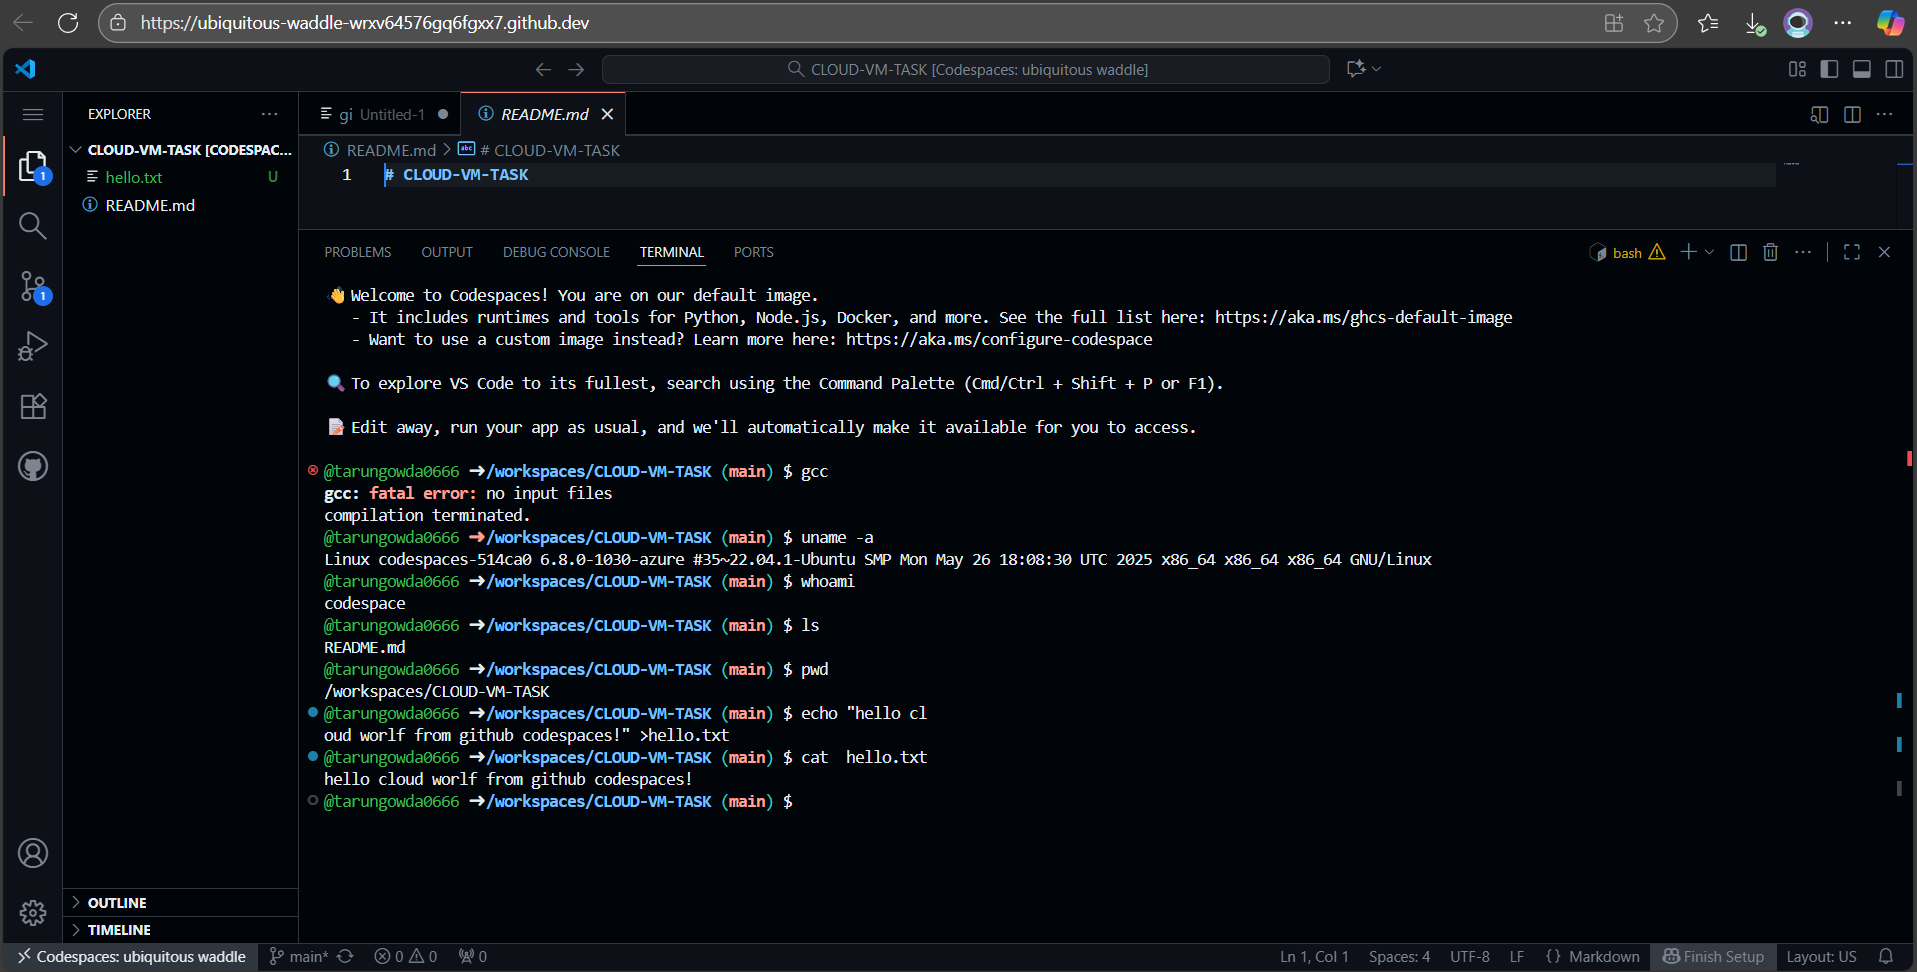 https://ubiquitous-waddle-wrxv64576gq6fgxx7.github.dev
CLOUD-VM-TASK [Codespaces: ubiquitous waddle]
EXPLORER
gi Untitled-1
README.md
CLOUD-VM-TASK [CODESPAC...
hello.txt U
README.md
1
1
README.md > # CLOUD-VM-TASK
1 # CLOUD-VM-TASK
PROBLEMS OUTPUT DEBUG CONSOLE TERMINAL PORTS
bash
👋 Welcome to Codespaces! You are on our default image.
- It includes runtimes and tools for Python, Node.js, Docker, and more. See the full list here: https://aka.ms/ghcs-default-image
- Want to use a custom image instead? Learn more here: https://aka.ms/configure-codespace
🔍 To explore VS Code to its fullest, search using the Command Palette (Cmd/Ctrl + Shift + P or F1).
📝 Edit away, run your app as usual, and we'll automatically make it available for you to access.
@tarungowda0666 ➜/workspaces/CLOUD-VM-TASK (main) $ gcc
gcc: fatal error: no input files
compilation terminated.
@tarungowda0666 ➜/workspaces/CLOUD-VM-TASK (main) $ uname -a
Linux codespaces-514ca0 6.8.0-1030-azure #35~22.04.1-Ubuntu SMP Mon May 26 18:08:30 UTC 2025 x86_64 x86_64 x86_64 GNU/Linux
@tarungowda0666 ➜/workspaces/CLOUD-VM-TASK (main) $ whoami
codespace
@tarungowda0666 ➜/workspaces/CLOUD-VM-TASK (main) $ ls
README.md
@tarungowda0666 ➜/workspaces/CLOUD-VM-TASK (main) $ pwd
/workspaces/CLOUD-VM-TASK
@tarungowda0666 ➜/workspaces/CLOUD-VM-TASK (main) $ echo "hello cl
oud worlf from github codespaces!" >hello.txt
@tarungowda0666 ➜/workspaces/CLOUD-VM-TASK (main) $ cat  hello.txt
hello cloud worlf from github codespaces!
@tarungowda0666 ➜/workspaces/CLOUD-VM-TASK (main) $
OUTLINE
TIMELINE
Codespaces: ubiquitous waddle main* 0 0 0 Ln 1, Col 1 Spaces: 4 UTF-8 LF {} Markdown Finish Setup Layout: US